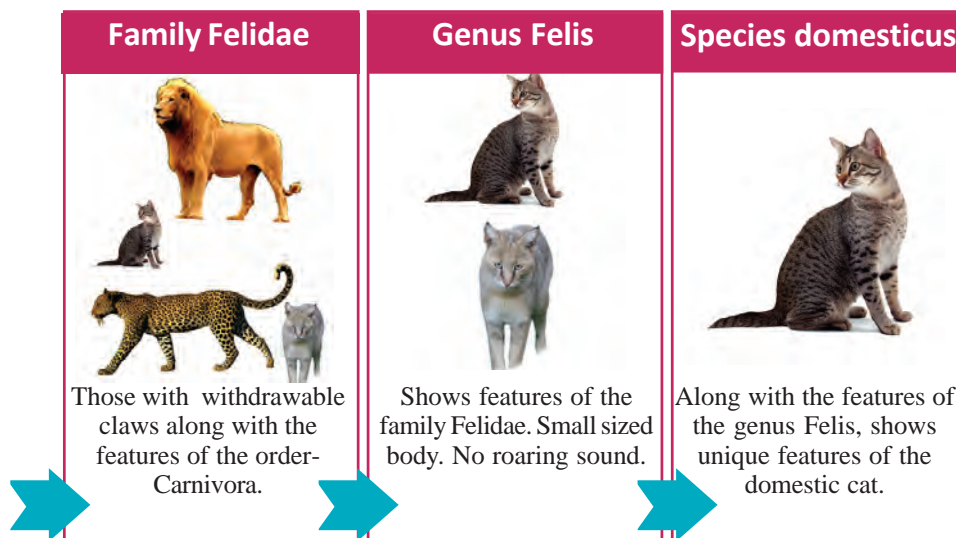 Family Felidae
Those with withdrawable
claws along with the
features of the order-
Carnivora.
Genus Felis
Shows features of the
family Felidae. Small sized
body. No roaring sound.
Species domesticus
Along with the features of
the genus Felis, shows
unique features of the
domestic cat.